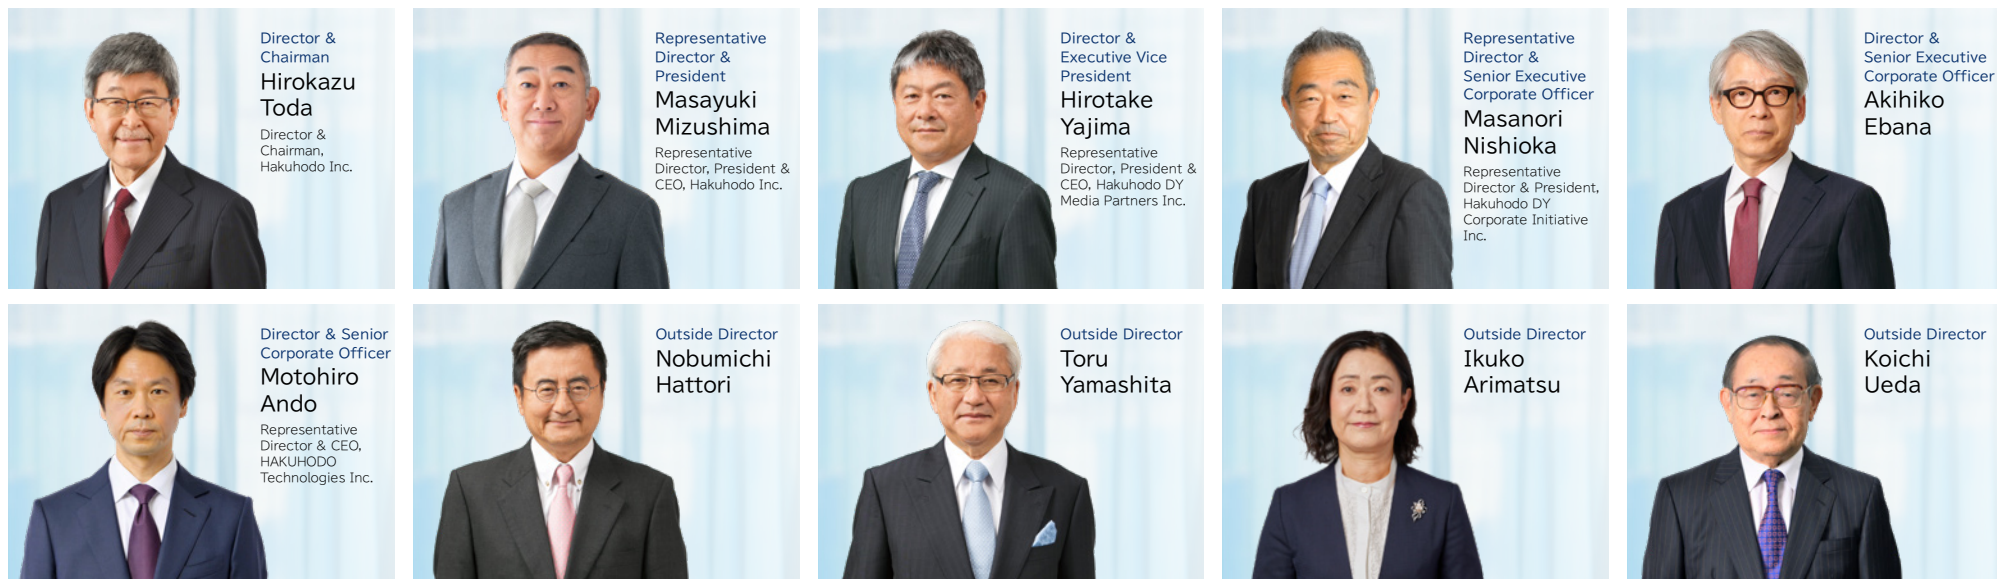 Director &
Chairman
Hirokazu
Toda
Director &
Chairman,
Hakuhodo Inc.
Representative
Director &
President
Masayuki
Mizushima
Representative
Director, President &
CEO, Hakuhodo Inc.
Director &
Executive Vice
President
Hirotake
Yajima
Representative
Director, President &
CEO, Hakuhodo DY
Media Partners Inc.
Representative
Director &
Senior Executive
Corporate Officer
Masanori
Nishioka
Representative
Director & President,
Hakuhodo DY
Corporate Initiative
Inc.
Director &
Senior Executive
Corporate Officer
Akihiko
Ebana
Director & Senior
Corporate Officer
Motohiro
Ando
Representative
Director & CEO,
HAKUHODO
Technologies Inc.
Outside Director
Nobumichi
Hattori
Outside Director
Toru
Yamashita
Outside Director
Ikuko
Arimatsu
Outside Director
Koichi
Ueda